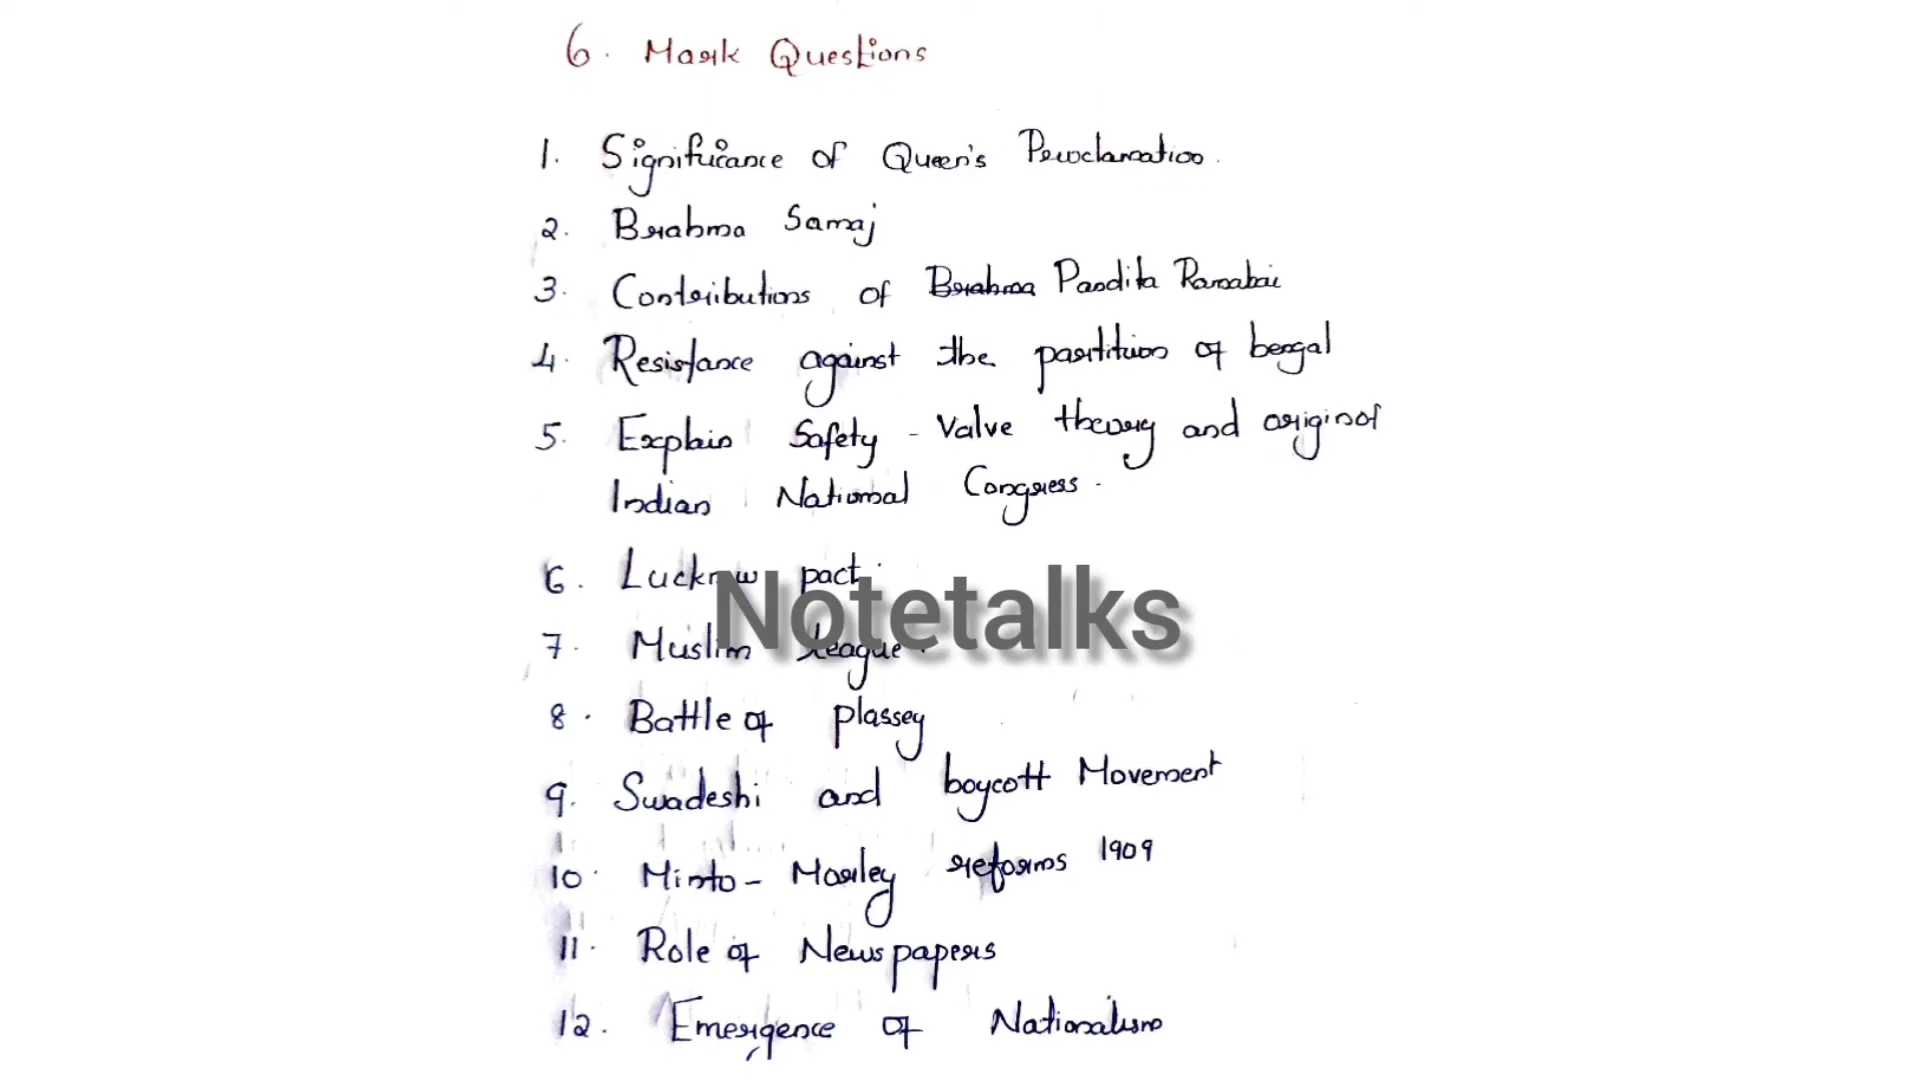 6. Mark Questions
1. Significance of Queen's Proclamation.
2. Brahma Samaj
3. Contributions of Brahma Pandita Ramabai
4. Resistance against the partition of bengal
5. Explain Safety - Valve theory and origin of
Indian National Congress.
6. Lucknow pact.
Notetalks
7. Muslim league.
8. Battle of plassey
9. Swadeshi and boycott Movement
10. Minto - Morley reforms 1909
11. Role of Newspapers
12. Emergence of Nationalism